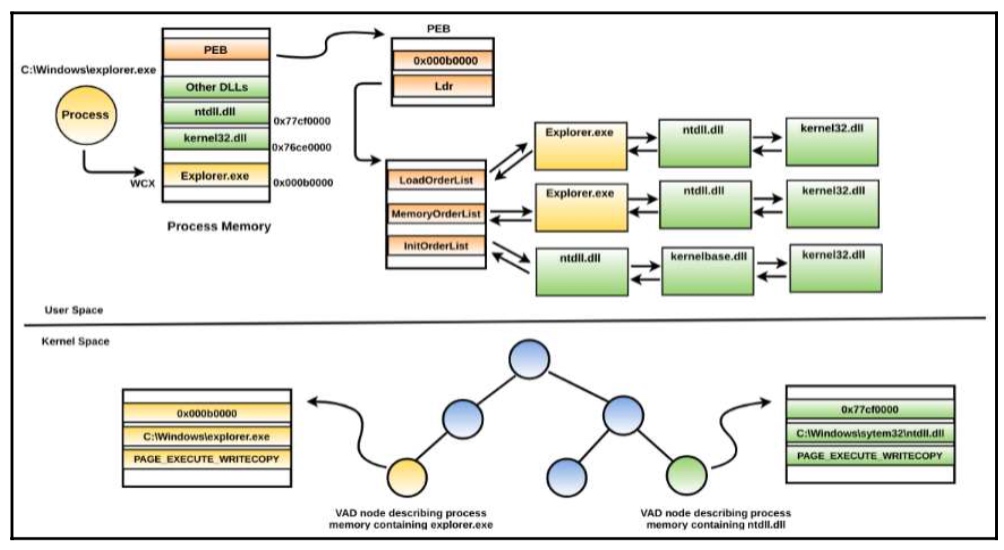 PEB
C:\Windows\explorer.exe
Process
WCX
PEB
Other DLLs
ntdll.dll
kernel32.dll
Explorer.exe
0x77cf0000
0x76ce0000
0x000b0000
Process Memory
0x000b0000
Ldr
LoadOrderList
MemoryOrderList
InitOrderList
Explorer.exe
ntdll.dll
kernel32.dll
Explorer.exe
ntdll.dll
kernel32.dll
ntdll.dll
kernelbase.dll
kernel32.dll
User Space
Kernel Space
0x000b0000
C:\Windows\explorer.exe
PAGE_EXECUTE_WRITECOPY
0x77cf0000
C:\Windows\sytem32\ntdll.dll
PAGE_EXECUTE_WRITECOPY
VAD node describing process
memory containing explorer.exe
VAD node describing process
memory containing ntdll.dll